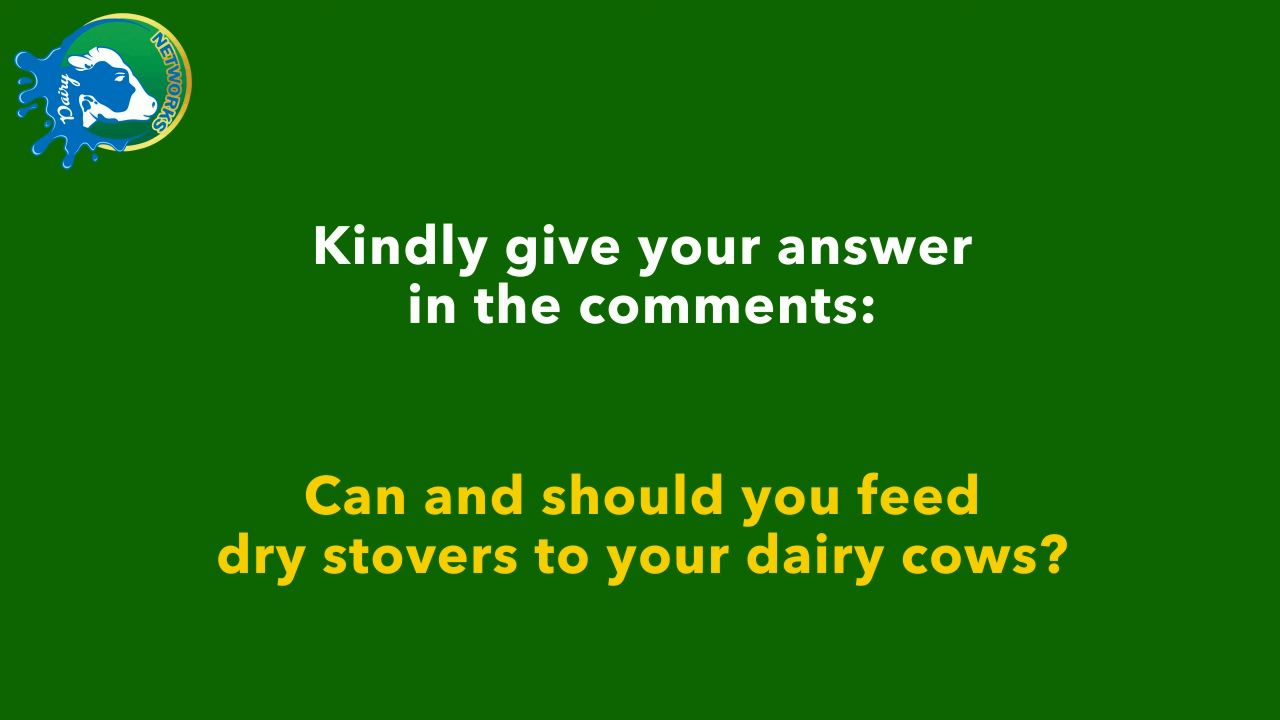 Dairy
NETWORKS
Kindly give your answer
in the comments:
Can and should you feed
dry stovers to your dairy cows?